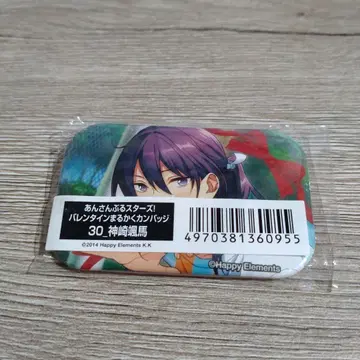 あんさんぶるスターズ!
バレンタインまるかくカンバッジ
©2014 Happy Elements K.K
30_神崎颯馬
4970381360955
©Happy Elements